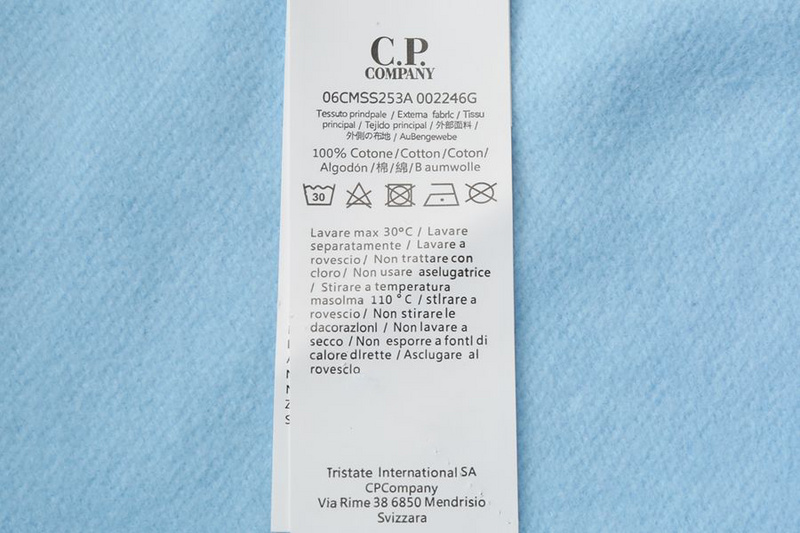 C.P.
COMPANY
06CMSS253A 002246G
Tessuto prindpale / Extema fabrlc / Tissu
principal / Tejido principal / 外部面料 /
外側の布地 / AuBengewebe
100% Cotone/Cotton/Coton/
Algodón /棉/綿/B aumwolle
30
Lavare max 30°C / Lavare
separatamente / Lavare a
rovescio/ Non trattare con
cloro/ Non usare aselugatrice
/ Stirare a temperatura
masolma 110 °C / stlrare a
rovescio/ Non stirare le
dacorazlonl / Non lavare a
secco /Non esporre a fontl di
calore dlrette /Asclugare al
rovesclo
Tristate International SA
CPCompany
Via Rime 38 6850 Mendrisio
Svizzara